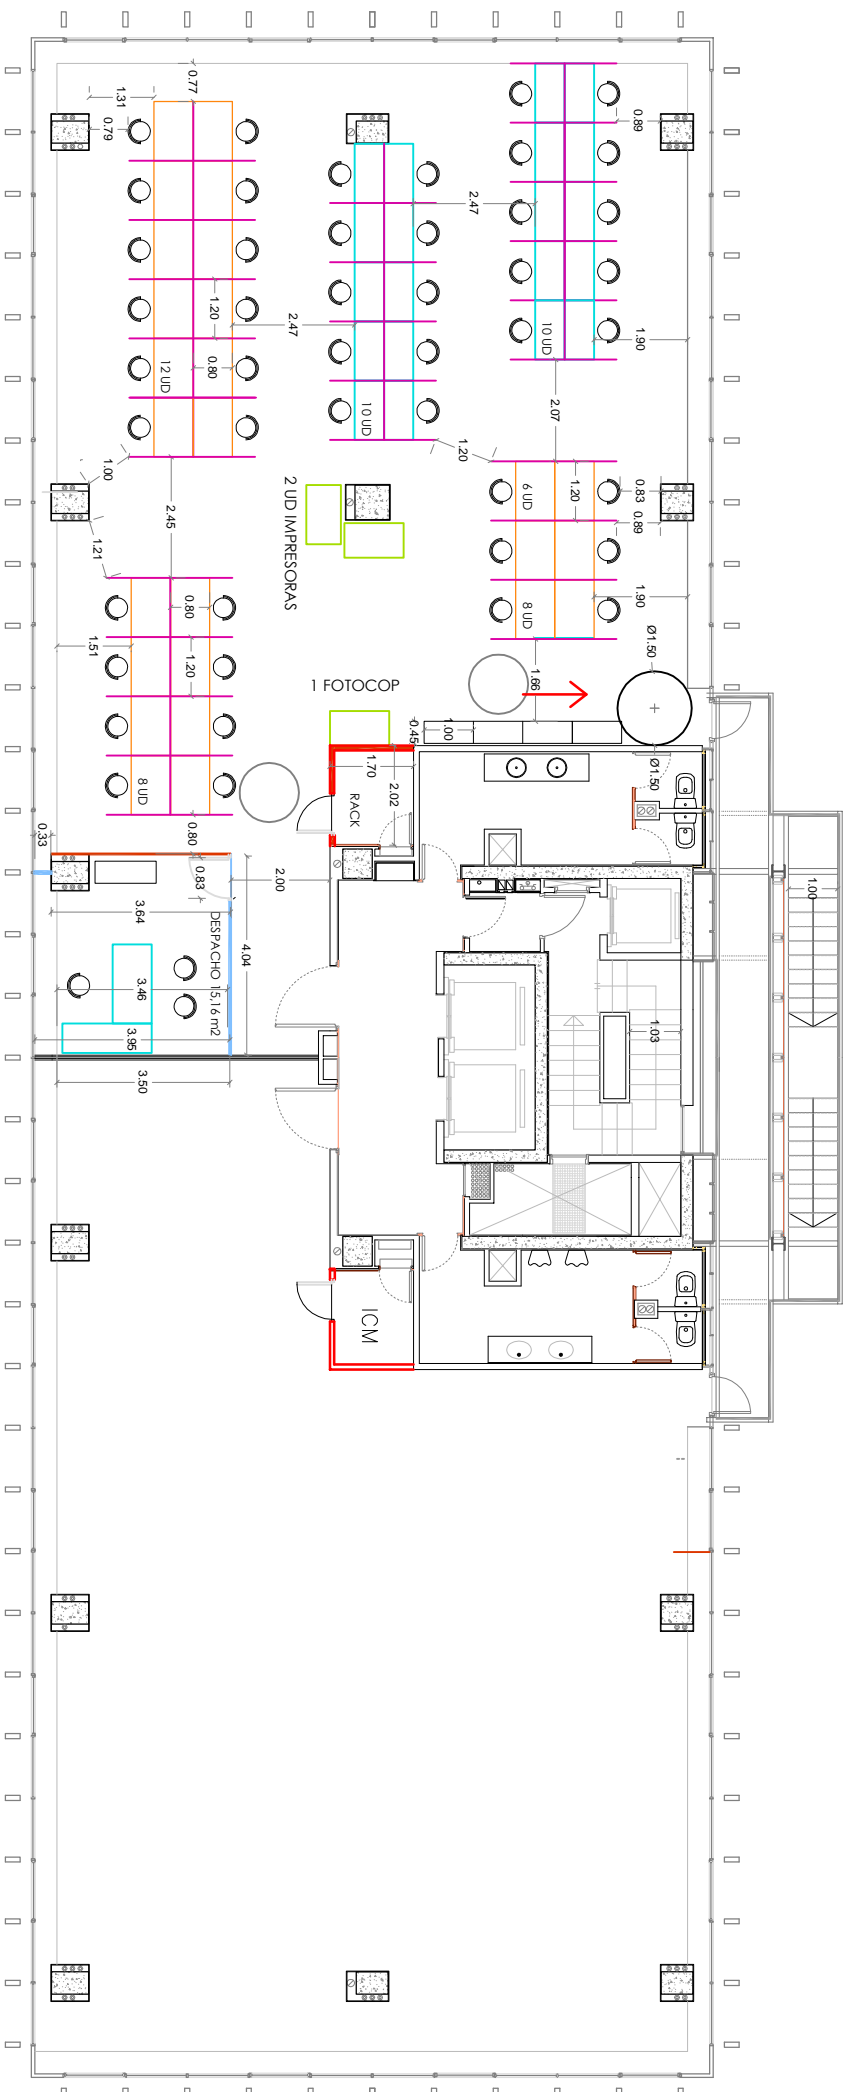 0.77
1.31
0.79
0.89
2.47
2.47
1.20
0.80
12 UD
10 UD
10 UD
1.90
2.07
1.20
1.00
2.45
1.21
2 UD IMPRESORAS
6 UD
1.20
0.83
0.89
8 UD
1.90
0.80
1.20
1.51
8 UD
1.66
Ø1.50
Ø1.50
1 FOTOCOP
0.45
1.00
1.70
2.02
RACK
0.33
0.80
0.83
2.00
3.64
4.04
DESPACHO 15,16 m2
3.46
3.95
3.50
1.03
1.00
ICM